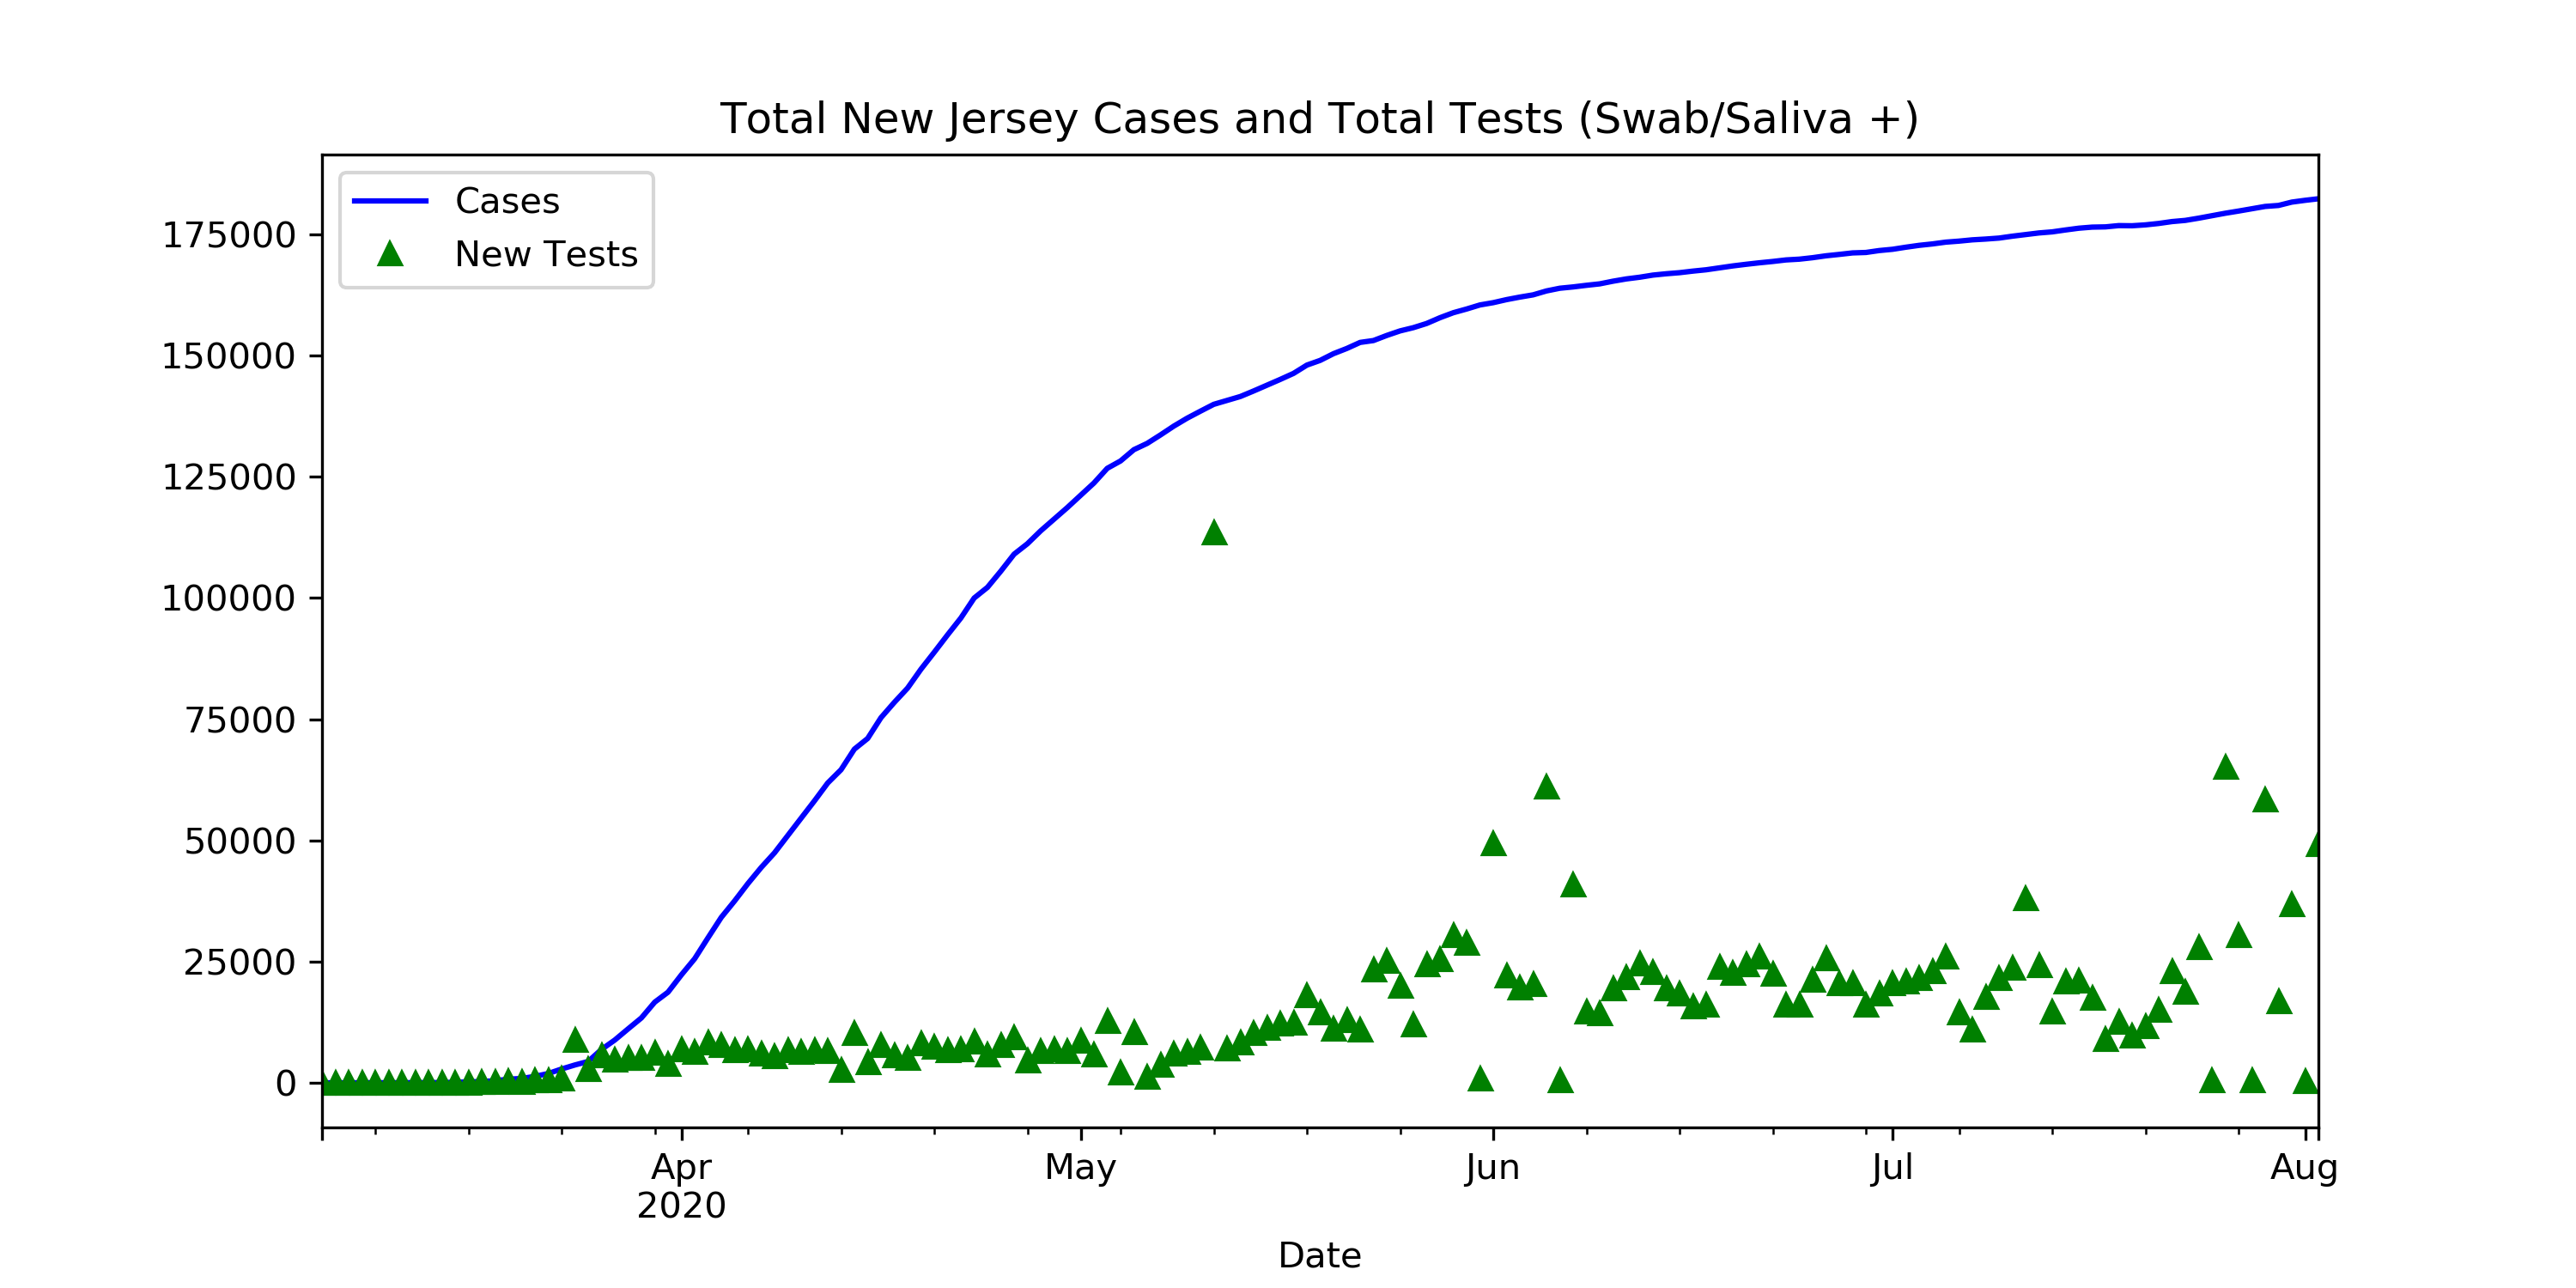 Total New Jersey Cases and Total Tests (Swab/Saliva +)
Cases
New Tests
175000
150000
125000
100000
75000
50000
25000
0
Apr
2020
May
Jun
Jul
Aug
Date